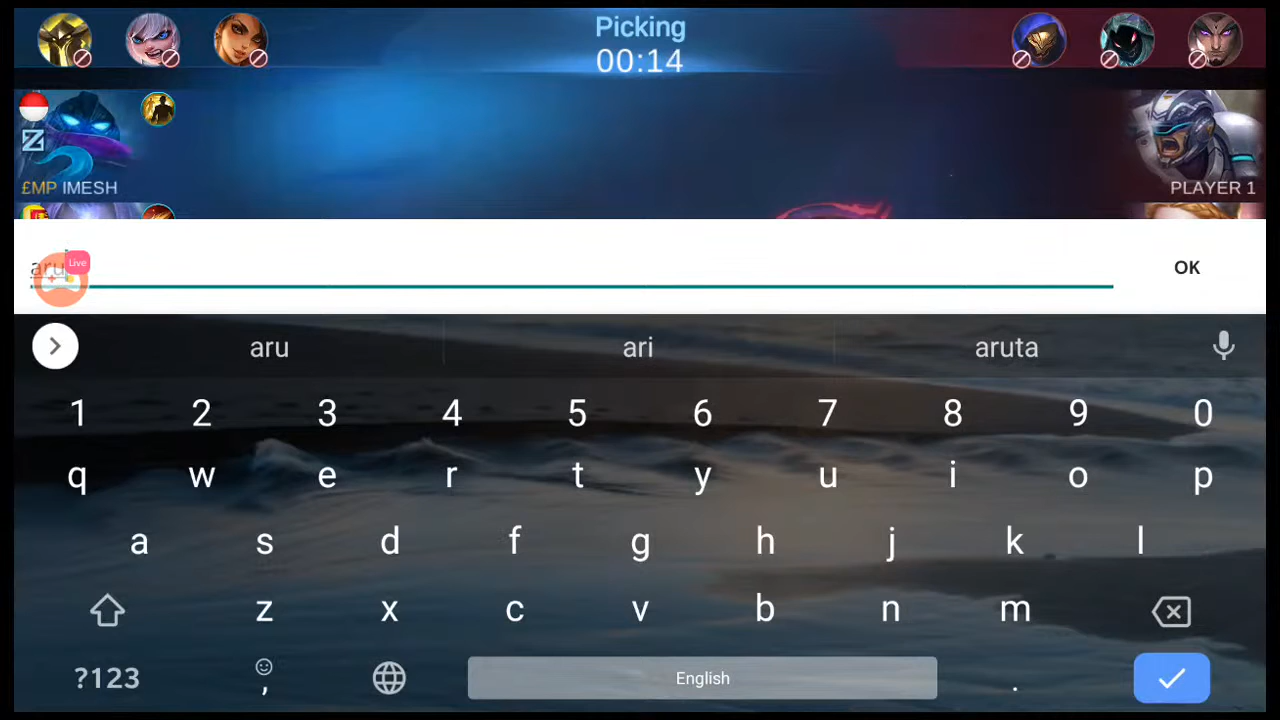 Picking
00:14
£MP IMESH
PLAYER 1
aru
Live
OK
aru ari aruta
1 2 3 4 5 6 7 8 9 0
q w e r t y u i o p
a s d f g h j k l
z x c v b n m
?123 , English .